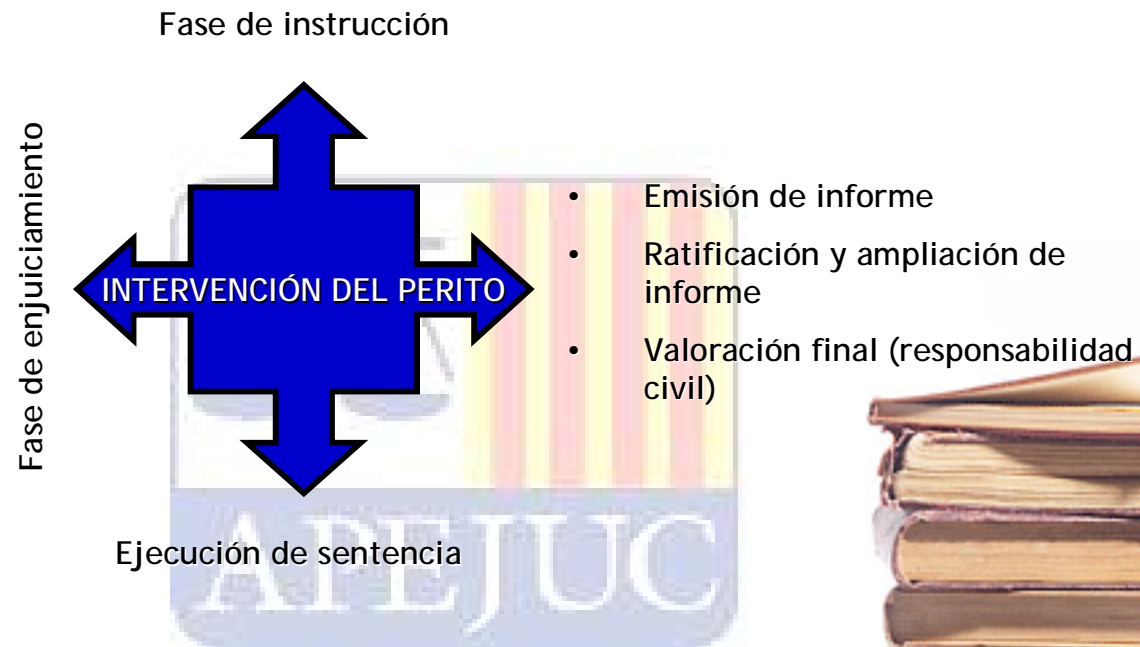 Fase de instrucción
Fase de enjuiciamiento
INTERVENCIÓN DEL PERITO
• Emisión de informe
• Ratificación y ampliación de
informe
• Valoración final (responsabilidad
civil)
Ejecución de sentencia
APEJUC